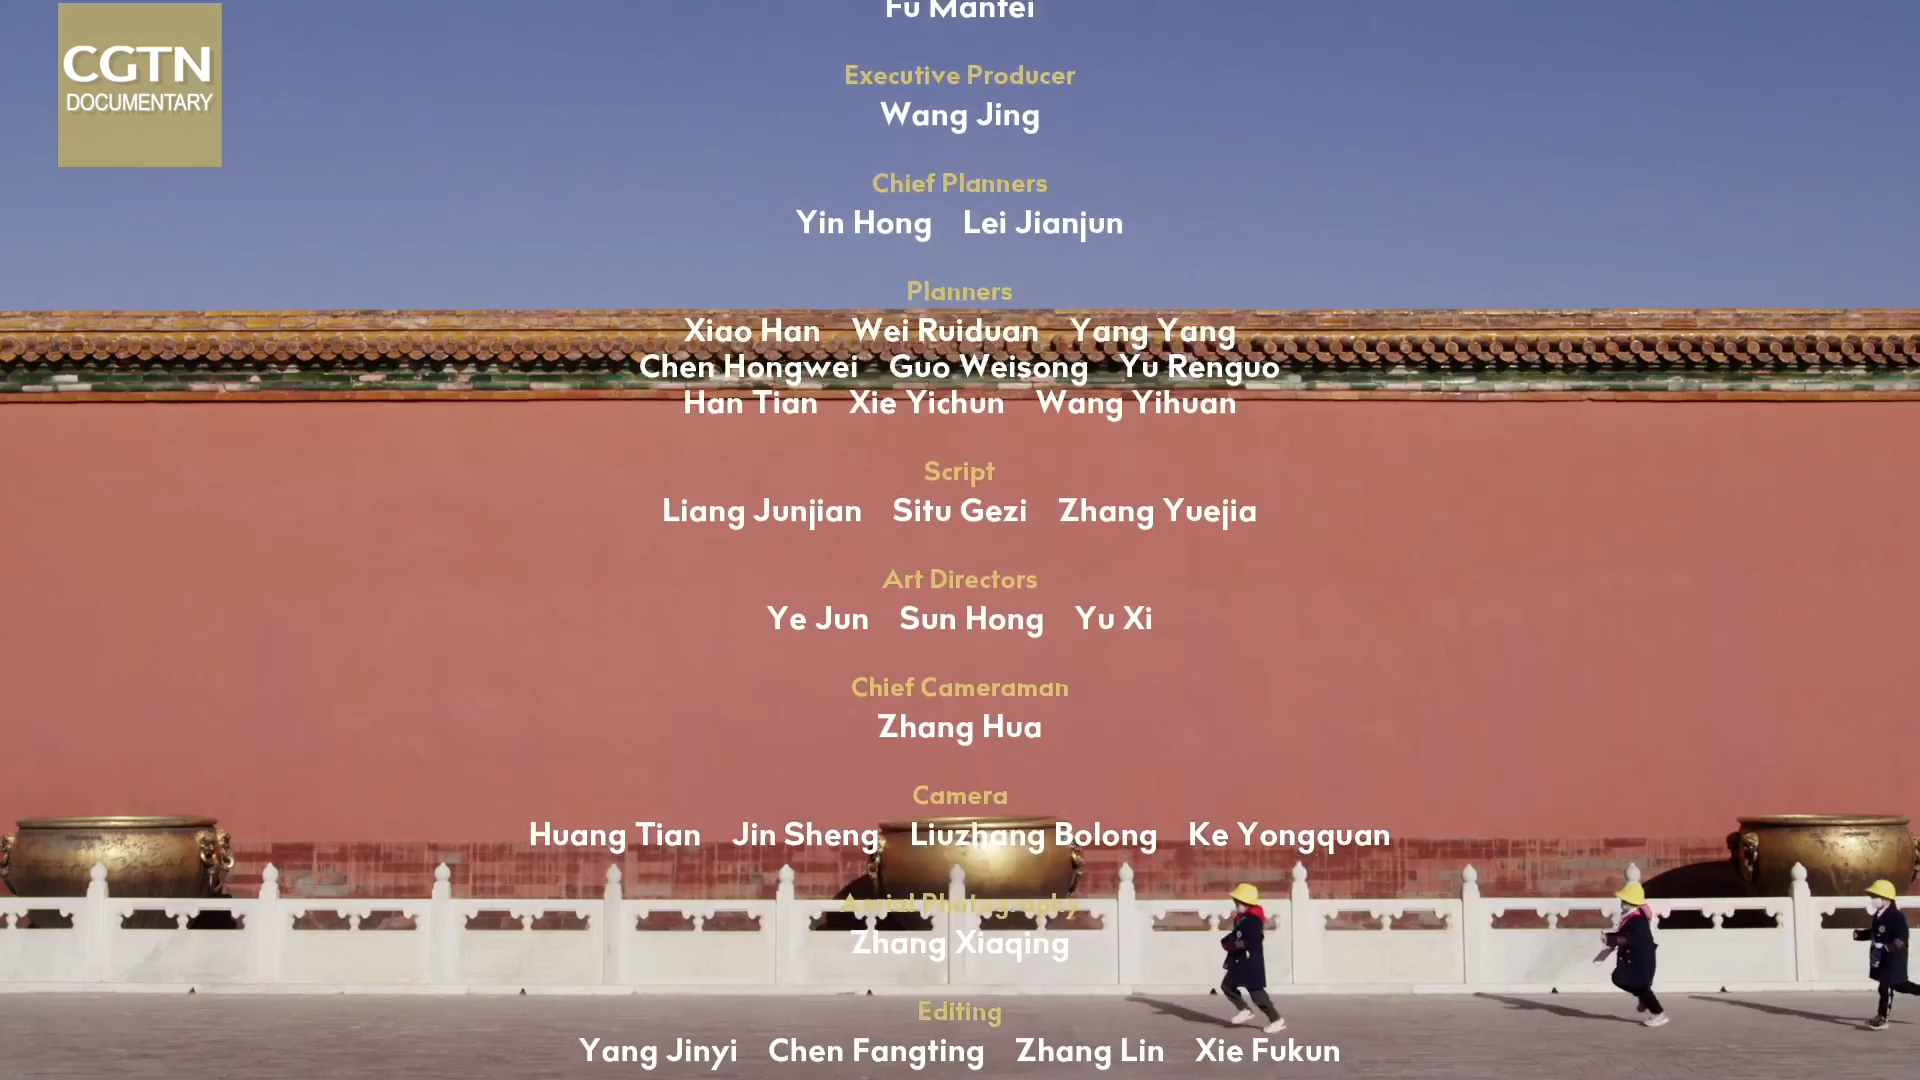 Fu Manfei
CGTN
DOCUMENTARY
Executive Producer
Wang Jing
Chief Planners
Yin Hong Lei Jianjun
Planners
Xiao Han Wei Ruiduan Yang Yang
Chen Hongwei Guo Weisong Yu Renguo
Han Tian Xie Yichun Wang Yihuan
Script
Liang Junjian Situ Gezi Zhang Yuejia
Art Directors
Ye Jun Sun Hong Yu Xi
Chief Cameraman
Zhang Hua
Camera
Huang Tian Jin Sheng Liuzhang Bolong Ke Yongquan
Aerial Photography
Zhang Xiaqing
Editing
Yang Jinyi Chen Fangting Zhang Lin Xie Fukun